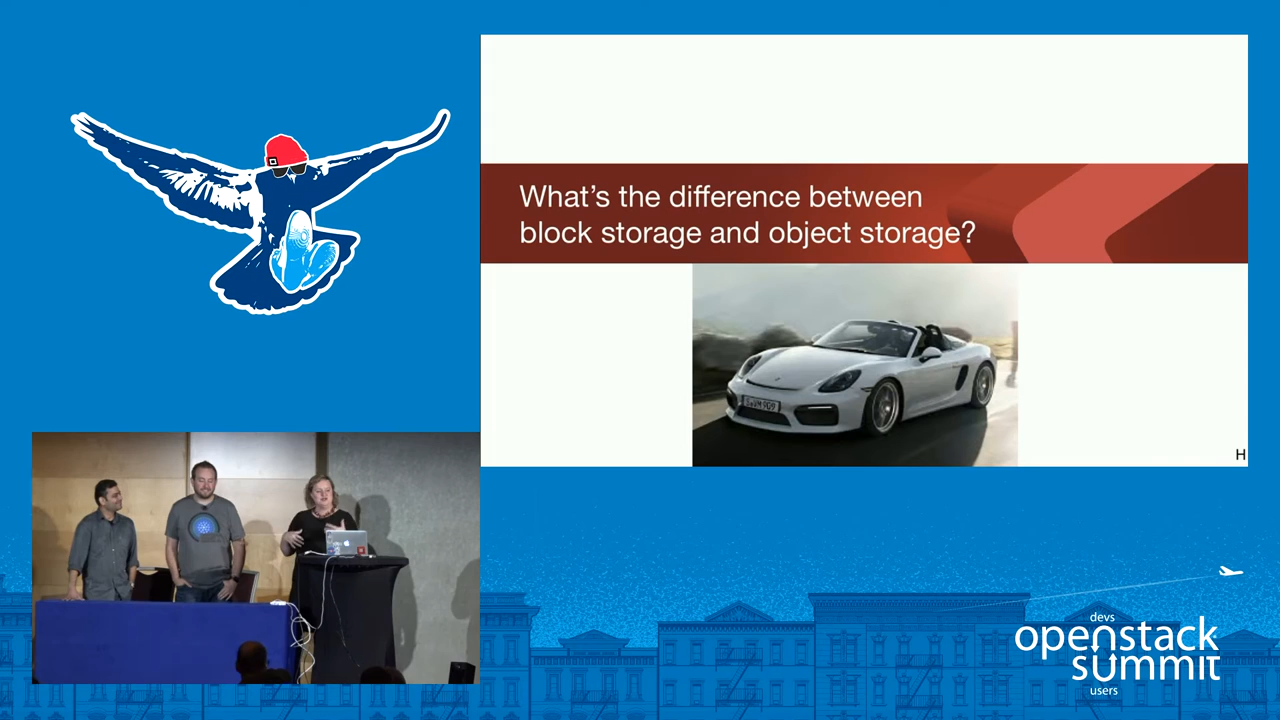 What's the difference between
block storage and object storage?
H
devs
openstack
summit
users